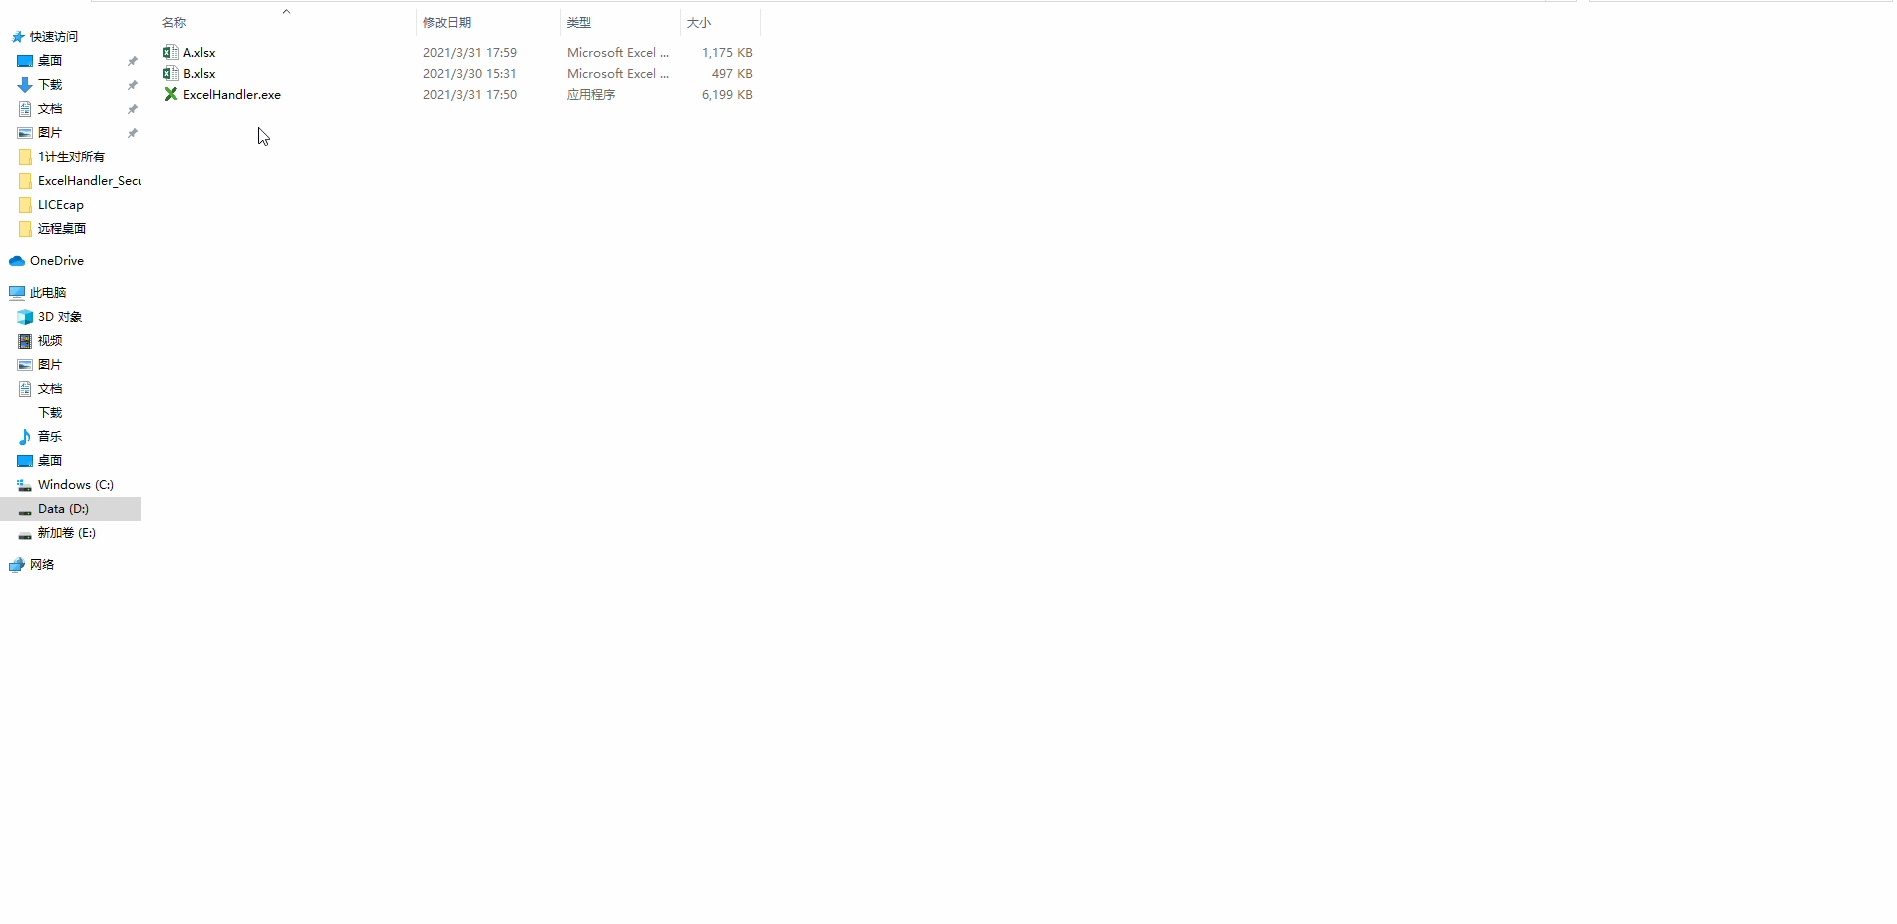 名称 修改日期 类型 大小
A.xlsx 2021/3/31 17:59 Microsoft Excel ... 1,175 KB
B.xlsx 2021/3/30 15:31 Microsoft Excel ... 497 KB
ExcelHandler.exe 2021/3/31 17:50 应用程序 6,199 KB
快速访问
桌面
下载
文档
图片
1计生对所有
ExcelHandler_Secu
LICEcap
远程桌面
OneDrive
此电脑
3D 对象
视频
图片
文档
下载
音乐
桌面
Windows (C:)
Data (D:)
新加卷 (E:)
网络